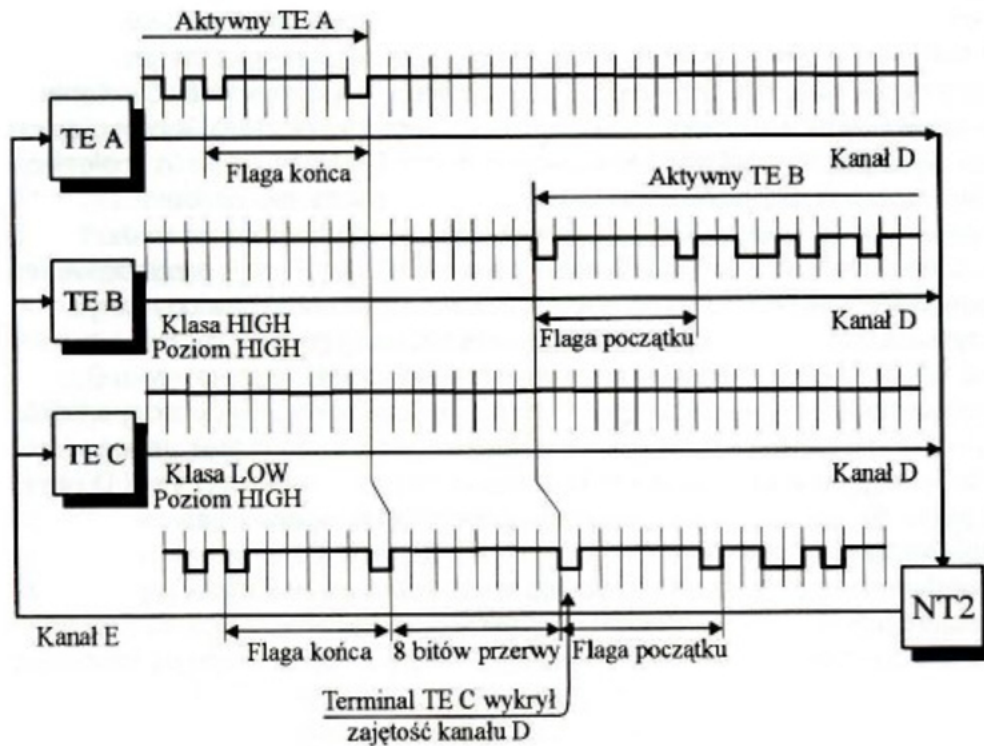 Aktywny TE A
TE A
Kanał D
Flaga końca
Aktywny TE B
TE B
Klasa HIGH
Poziom HIGH
Kanał D
Flaga początku
TE C
Klasa LOW
Poziom HIGH
Kanał D
NT2
Kanał E
Flaga końca
8 bitów przerwy
Flaga początku
Terminal TE C wykrył
zajętość kanału D